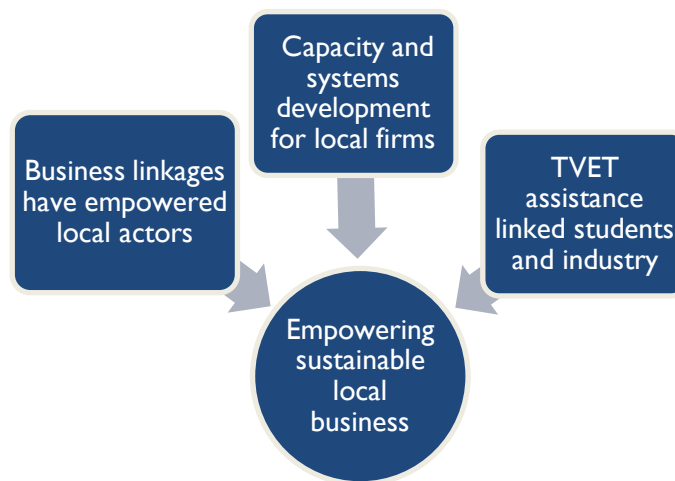 Capacity and
systems
development
for local firms
Business linkages
have empowered
local actors
TVET
assistance
linked students
and industry
Empowering
sustainable
local
business